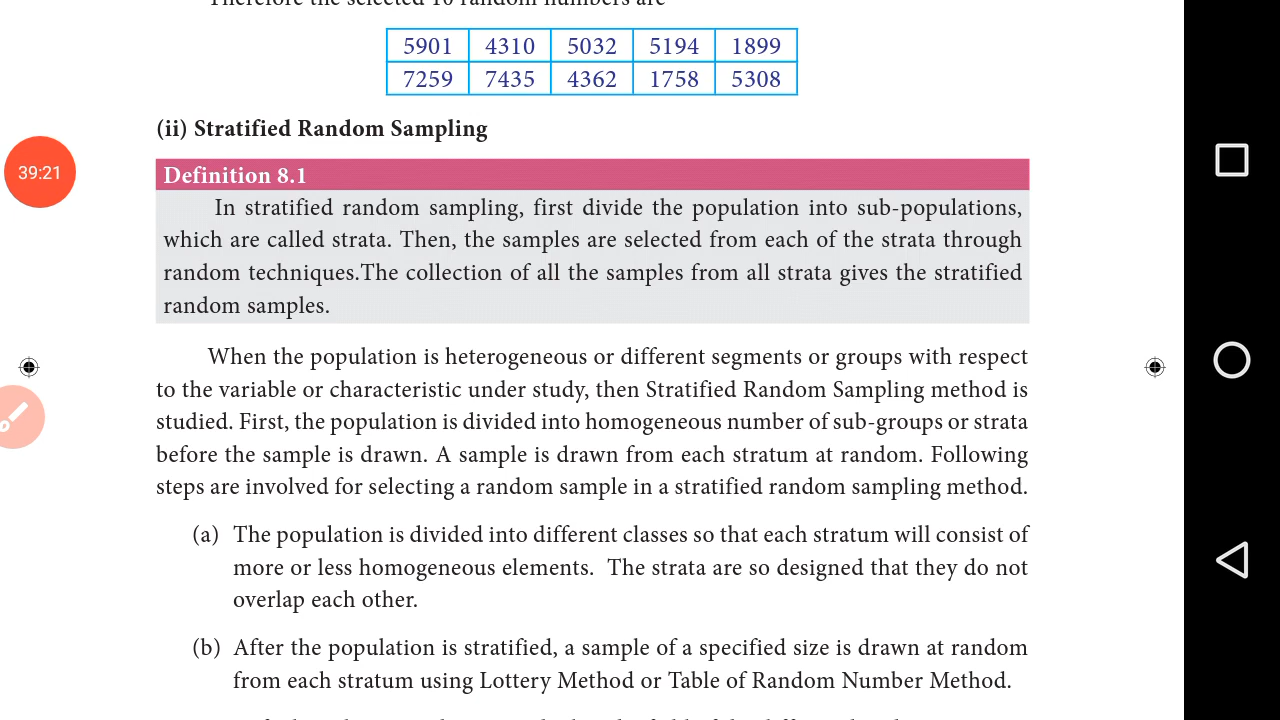 Therefore the selected 10 random numbers are
5901 4310 5032 5194 1899
7259 7435 4362 1758 5308
(ii) Stratified Random Sampling
Definition 8.1
In stratified random sampling, first divide the population into sub-populations,
which are called strata. Then, the samples are selected from each of the strata through
random techniques.The collection of all the samples from all strata gives the stratified
random samples.
39:21
When the population is heterogeneous or different segments or groups with respect
to the variable or characteristic under study, then Stratified Random Sampling method is
studied. First, the population is divided into homogeneous number of sub-groups or strata
before the sample is drawn. A sample is drawn from each stratum at random. Following
steps are involved for selecting a random sample in a stratified random sampling method.
(a) The population is divided into different classes so that each stratum will consist of
more or less homogeneous elements. The strata are so designed that they do not
overlap each other.
(b) After the population is stratified, a sample of a specified size is drawn at random
from each stratum using Lottery Method or Table of Random Number Method.